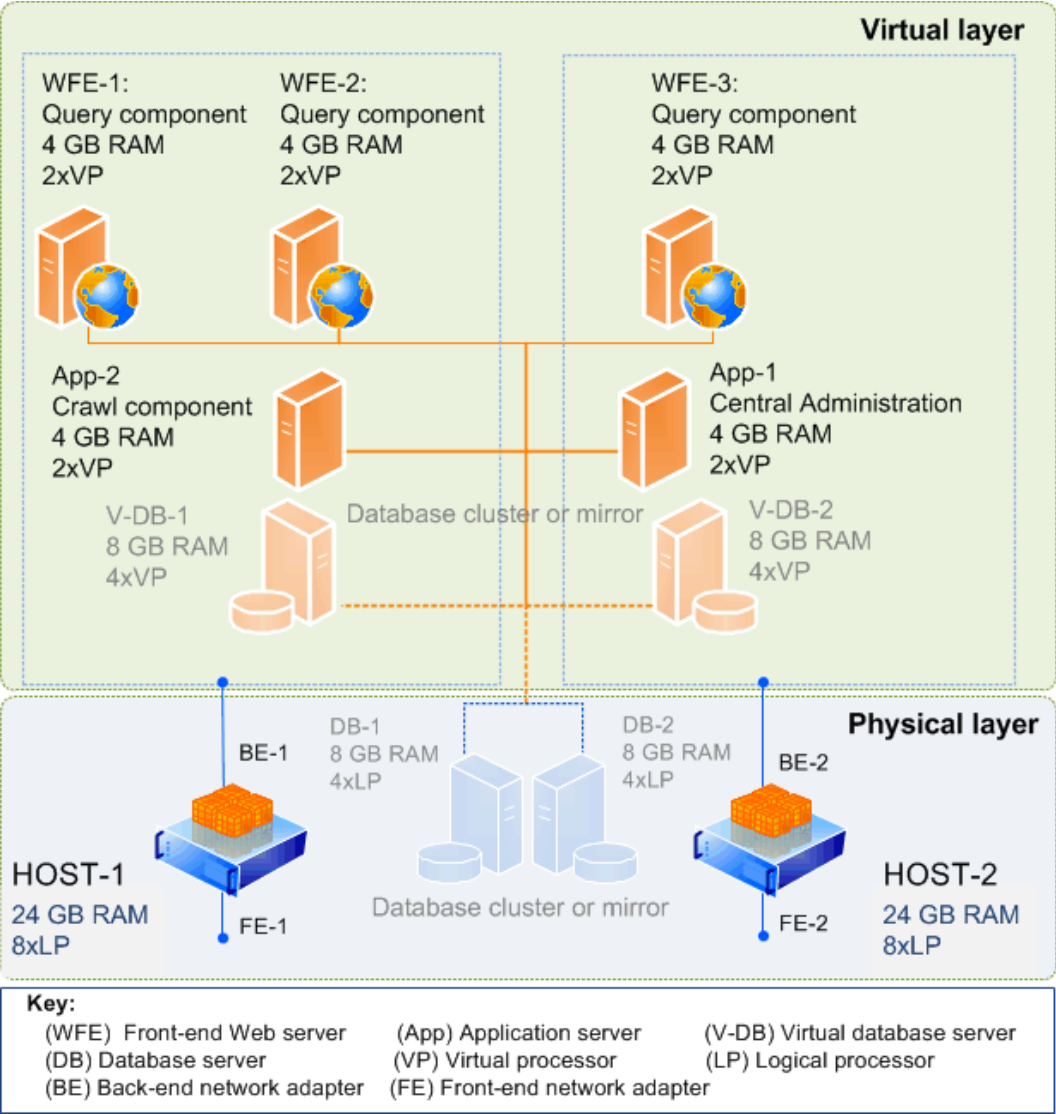 Virtual layer
WFE-1:
Query component
4 GB RAM
2xVP
WFE-2:
Query component
4 GB RAM
2xVP
WFE-3:
Query component
4 GB RAM
2xVP
App-2
Crawl component
4 GB RAM
2xVP
App-1
Central Administration
4 GB RAM
2xVP
V-DB-1
8 GB RAM
4xVP
Database cluster or mirror
V-DB-2
8 GB RAM
4xVP
Physical layer
BE-1
DB-1
8 GB RAM
4xLP
DB-2
8 GB RAM
4xLP
BE-2
HOST-1
24 GB RAM
8xLP
FE-1
Database cluster or mirror
FE-2
HOST-2
24 GB RAM
8xLP
Key:
(WFE) Front-end Web server (App) Application server (V-DB) Virtual database server
(DB) Database server (VP) Virtual processor (LP) Logical processor
(BE) Back-end network adapter (FE) Front-end network adapter